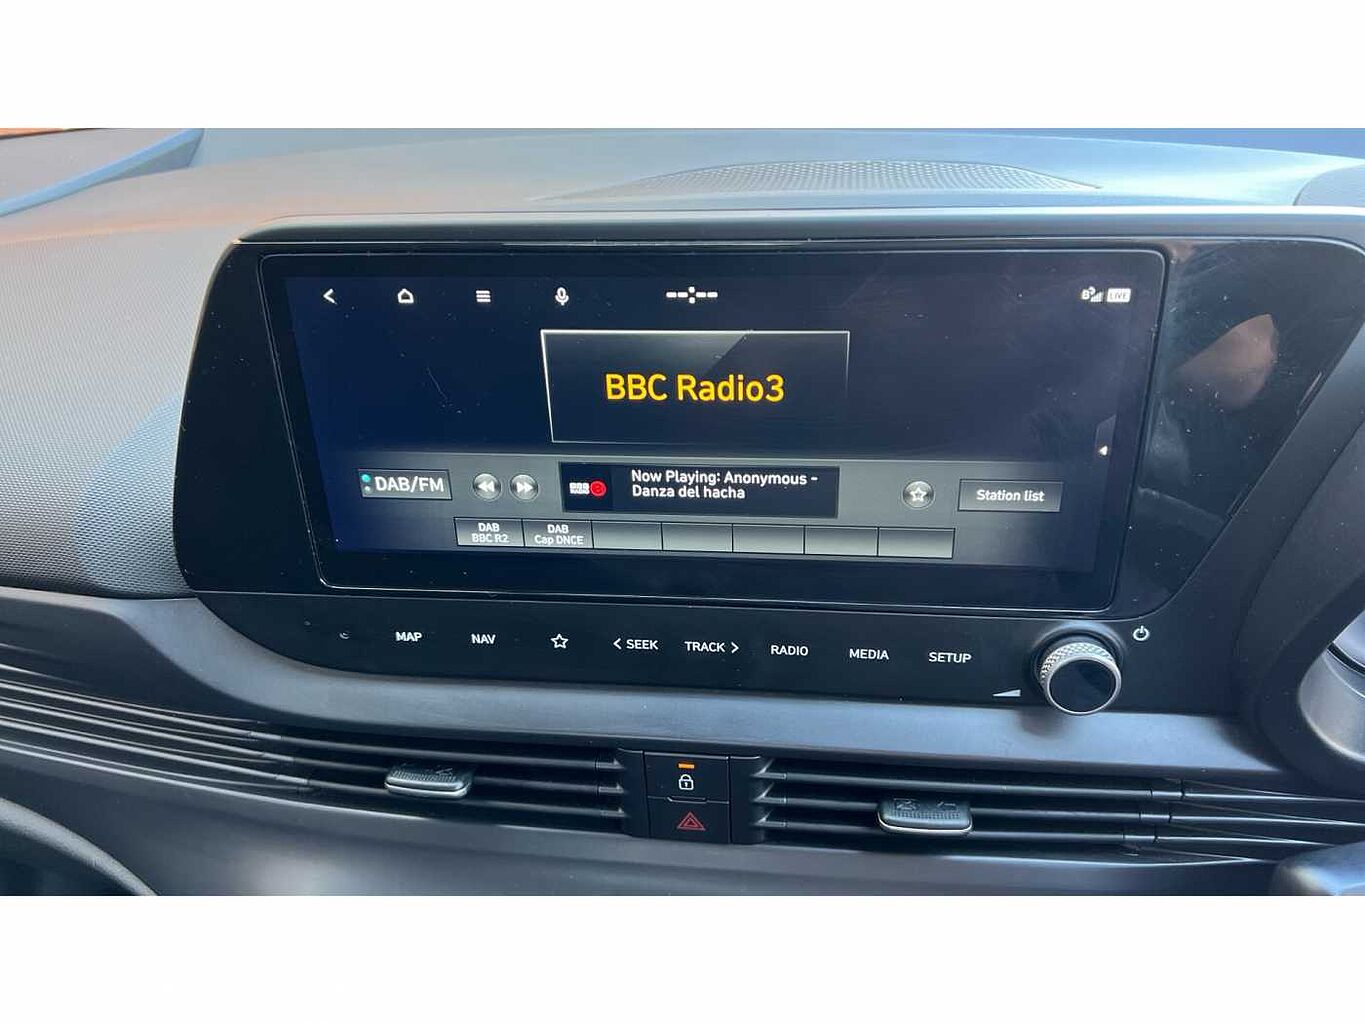 LIVE
BBC Radio3
DAB/FM
Now Playing: Anonymous -
Danza del hacha
Station list
DAB
BBC R2
DAB
Cap DNCE
MAP
NAV
< SEEK
TRACK >
RADIO
MEDIA
SETUP